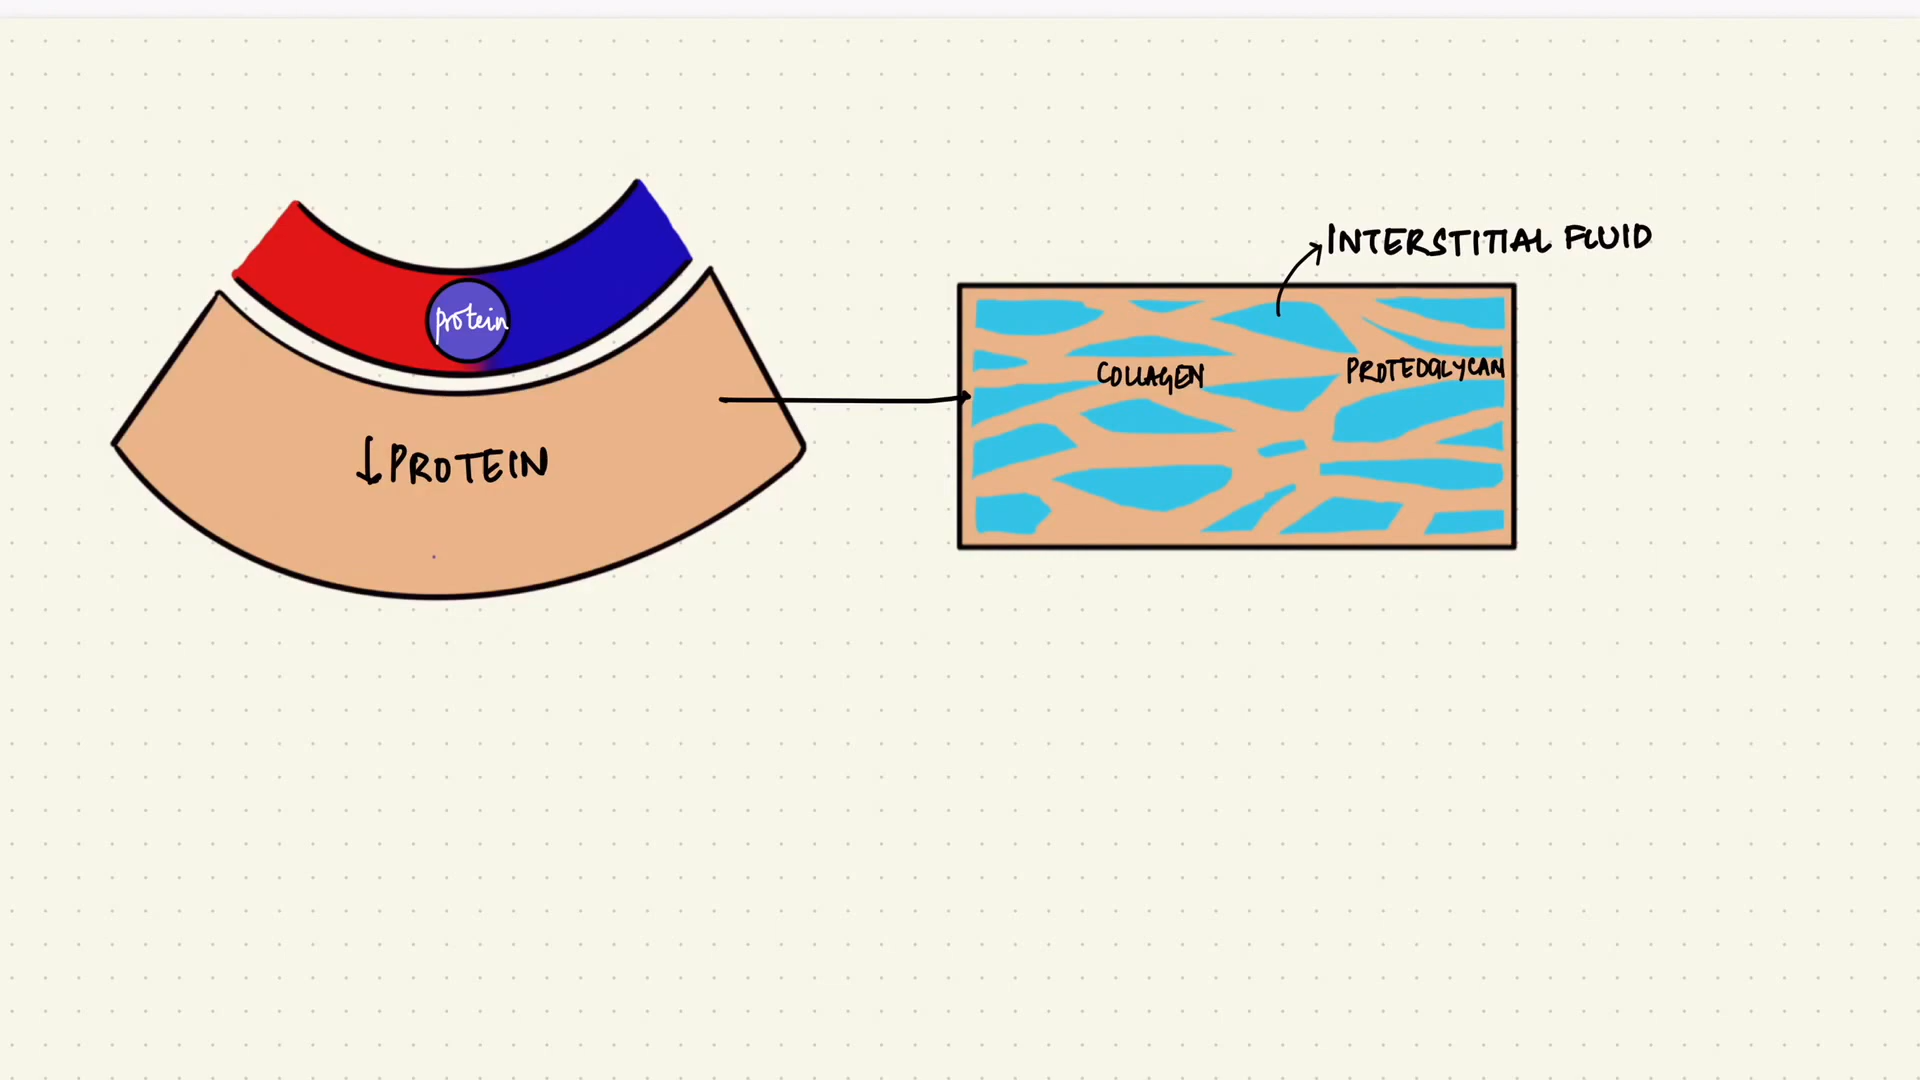 protein
↓PROTEIN
INTERSTITIAL FLUID
COLLAGEN
PROTEOGLYCAN